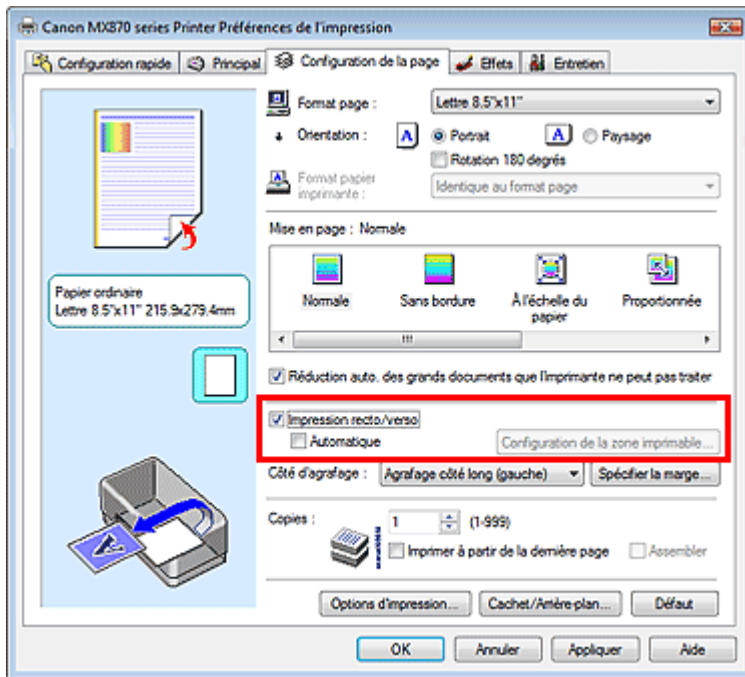 Canon MX870 series Printer Préférences de l'impression
Configuration rapide Principal Configuration de la page Effets Entretien
Format page : Lettre 8.5"x11"
Orientation : A Portrait A Paysage
Rotation 180 degrés
Format papier imprimante : Identique au format page
Mise en page : Normale
Normale Sans bordure À l'échelle du papier Proportionnée
Papier ordinaire
Lettre 8.5"x11" 215.9x279.4mm
Réduction auto. des grands documents que l'imprimante ne peut pas traiter
Impression recto/verso
Automatique Configuration de la zone imprimable...
Côté d'agrafage : Agrafage côté long (gauche) Spécifier la marge...
Copies : 1 (1-999)
Imprimer à partir de la dernière page Assembler
Options d'impression... Cachet/Arrière-plan... Défaut
OK Annuler Appliquer Aide